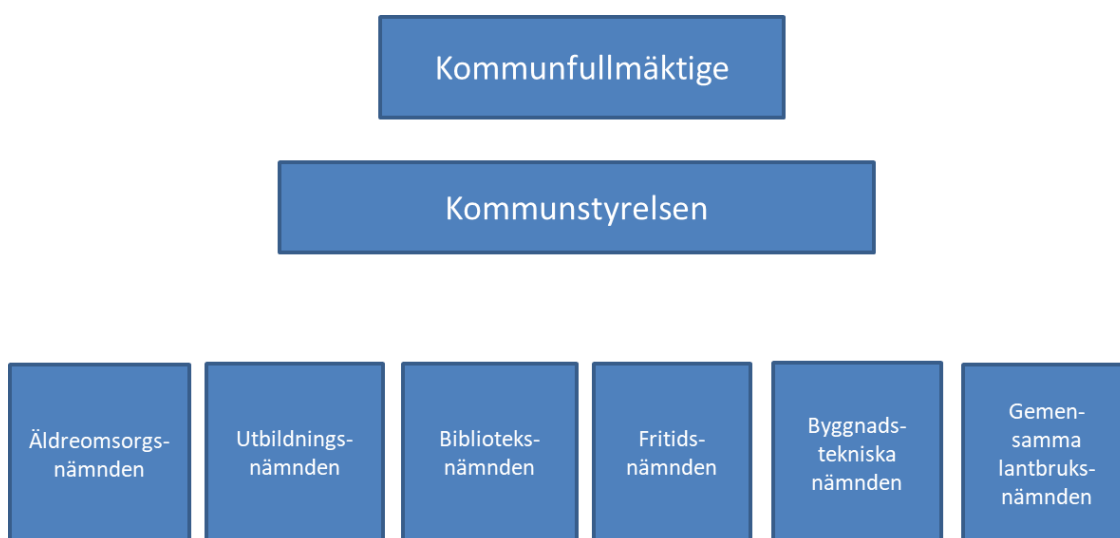 Kommunfullmäktige
Kommunstyrelsen
Äldreomsorgs-
nämnden
Utbildnings-
nämnden
Biblioteks-
nämnden
Fritids-
nämnden
Byggnads-
tekniska
nämnden
Gemen-
samma
lantbruks-
nämnden